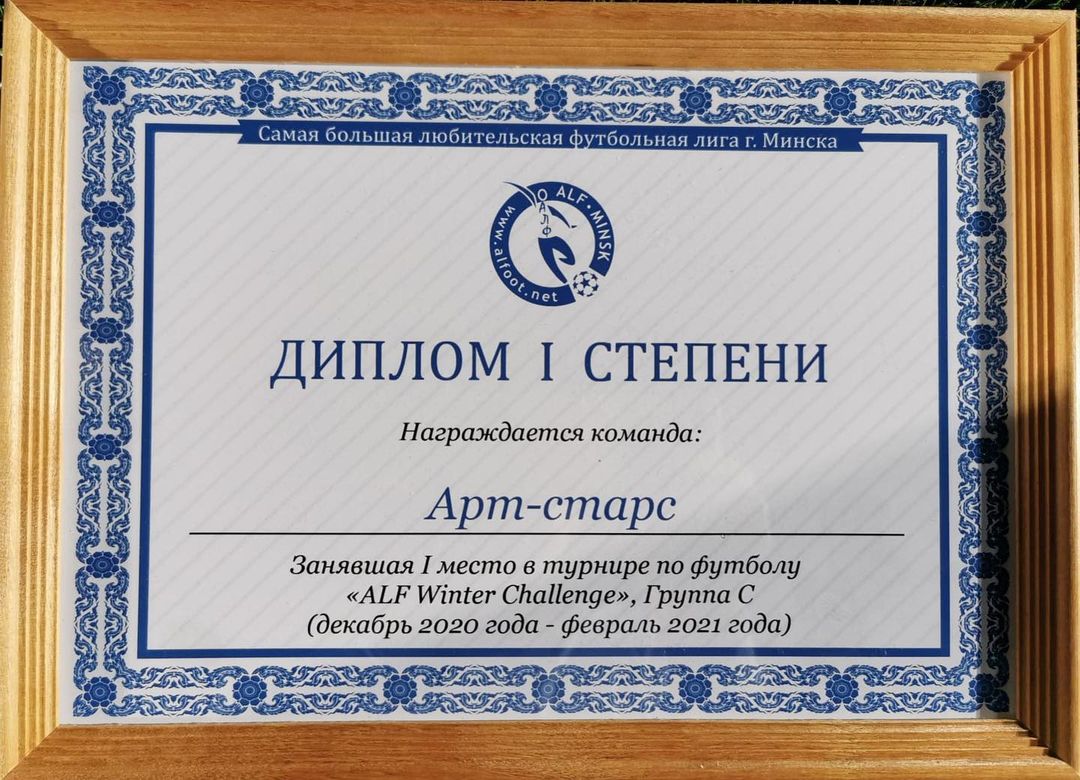 Самая большая любительская футбольная лига г. Минска
ОАЛФ
ALF • MINSK
www.alfoot.net
ДИПЛОМ I СТЕПЕНИ
Награждается команда:
Арт-старс
Занявшая I место в турнире по футболу
«ALF Winter Challenge», Группа С
(декабрь 2020 года - февраль 2021 года)